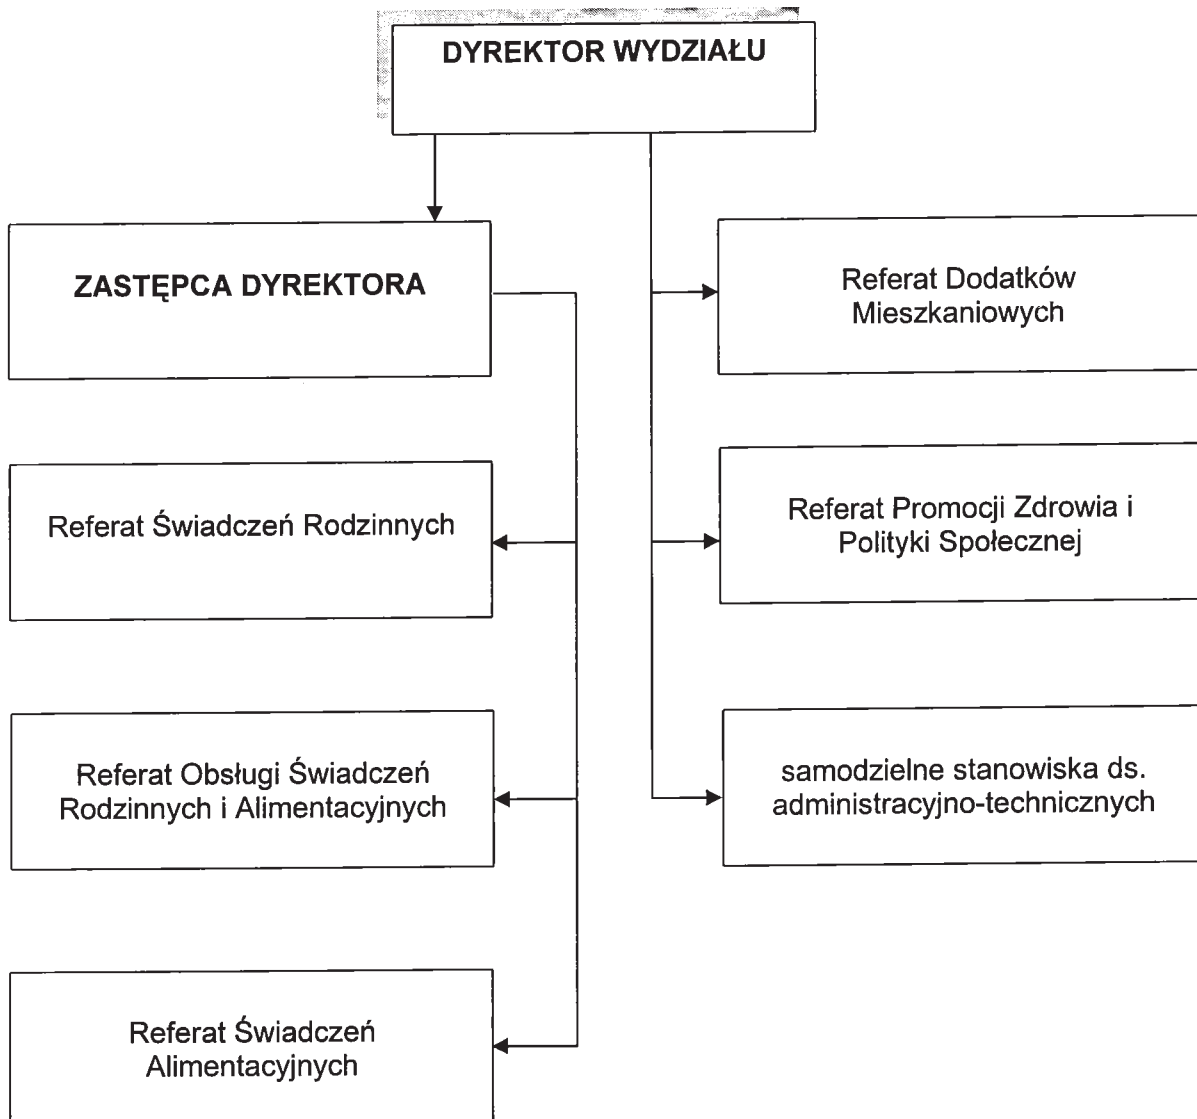 DYREKTOR WYDZIAŁU
ZASTĘPCA DYREKTORA
Referat Dodatków
Mieszkaniowych
Referat Świadczeń Rodzinnych
Referat Promocji Zdrowia i
Polityki Społecznej
Referat Obsługi Świadczeń
Rodzinnych i Alimentacyjnych
samodzielne stanowiska ds.
administracyjno-technicznych
Referat Świadczeń
Alimentacyjnych